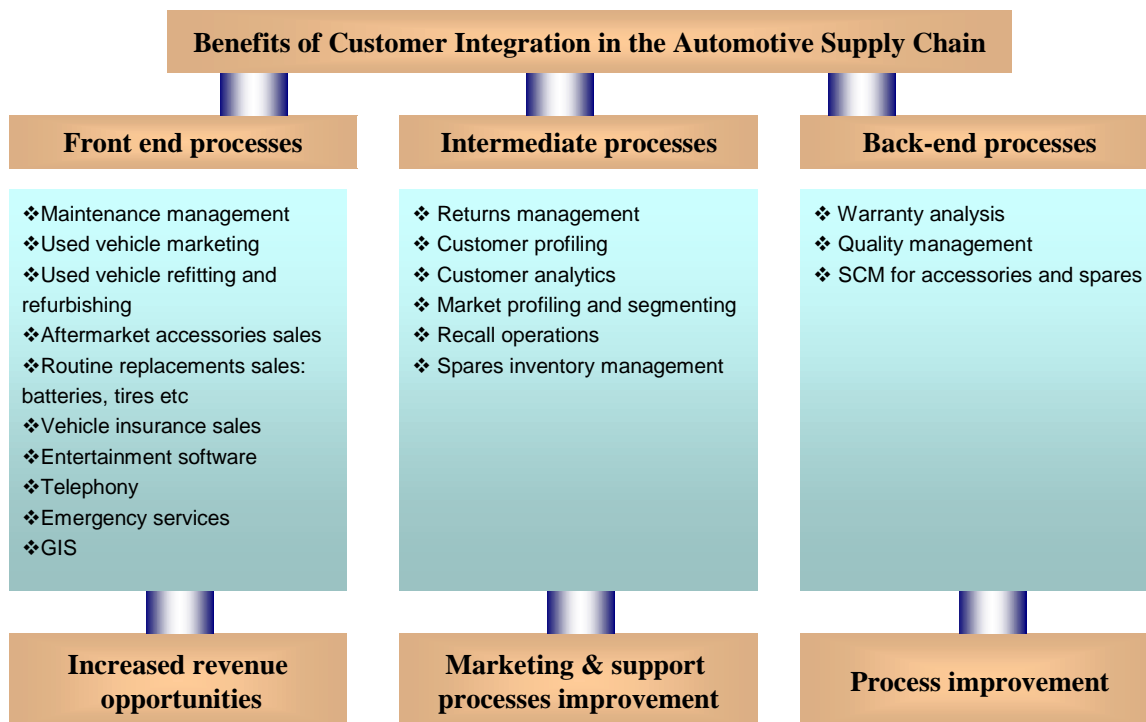 Benefits of Customer Integration in the Automotive Supply Chain
Front end processes
❖Maintenance management
❖Used vehicle marketing
❖Used vehicle refitting and
refurbishing
❖Aftermarket accessories sales
❖Routine replacements sales:
batteries, tires etc
❖Vehicle insurance sales
❖Entertainment software
❖Telephony
❖Emergency services
❖GIS
Increased revenue
opportunities
Intermediate processes
❖ Returns management
❖ Customer profiling
❖ Customer analytics
❖ Market profiling and segmenting
❖ Recall operations
❖ Spares inventory management
Marketing & support
processes improvement
Back-end processes
❖ Warranty analysis
❖ Quality management
❖ SCM for accessories and spares
Process improvement